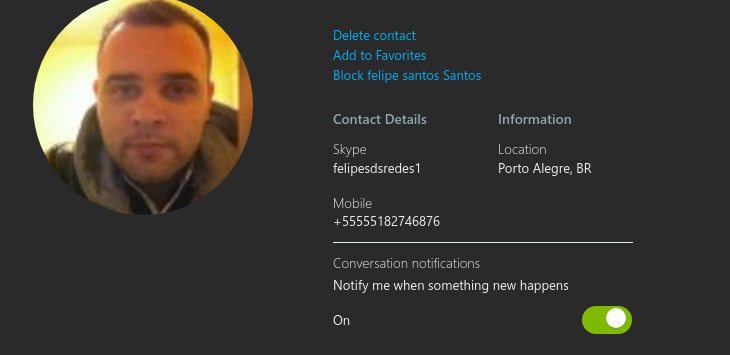 Delete contact
Add to Favorites
Block felipe santos Santos
Contact Details
Skype
felipesdsredes1
Mobile
+55555182746876
Information
Location
Porto Alegre, BR
Conversation notifications
Notify me when something new happens
On